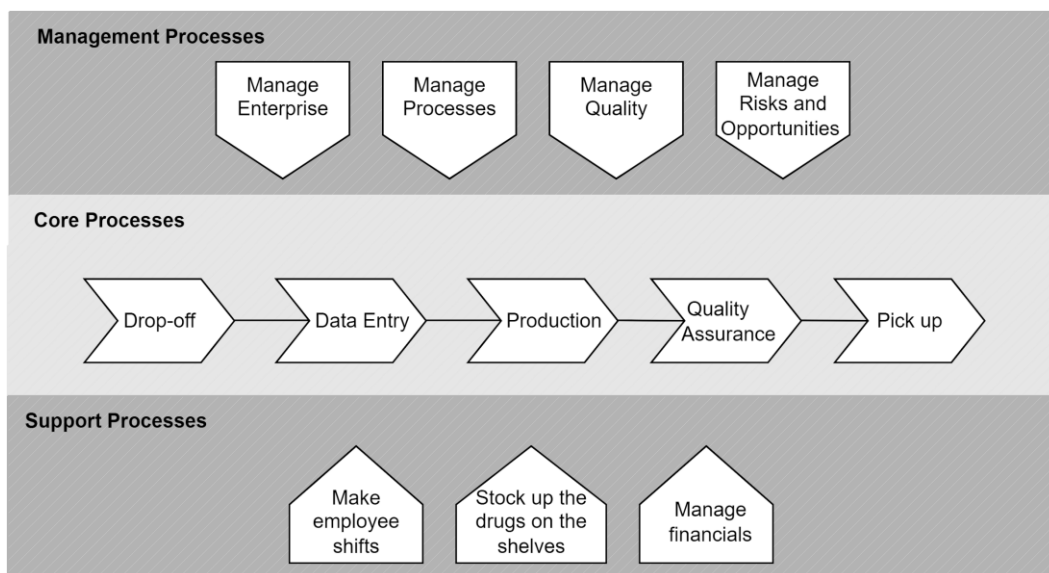 Management Processes
Manage
Enterprise
Manage
Processes
Manage
Quality
Manage
Risks and
Opportunities
Core Processes
Drop-off
Data Entry
Production
Quality
Assurance
Pick up
Support Processes
Make
employee
shifts
Stock up the
drugs on the
shelves
Manage
financials